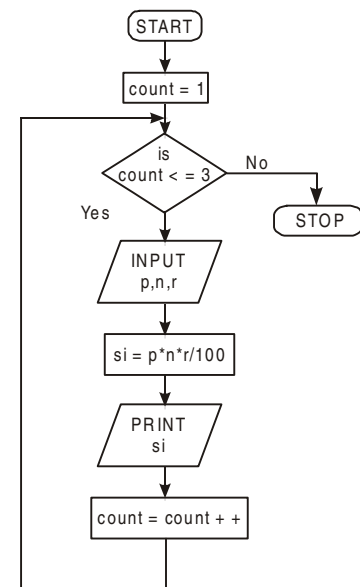 START
count = 1
is
count < = 3
No
Yes
STOP
INPUT
p,n,r
si = p*n*r/100
PRINT
si
count = count + +